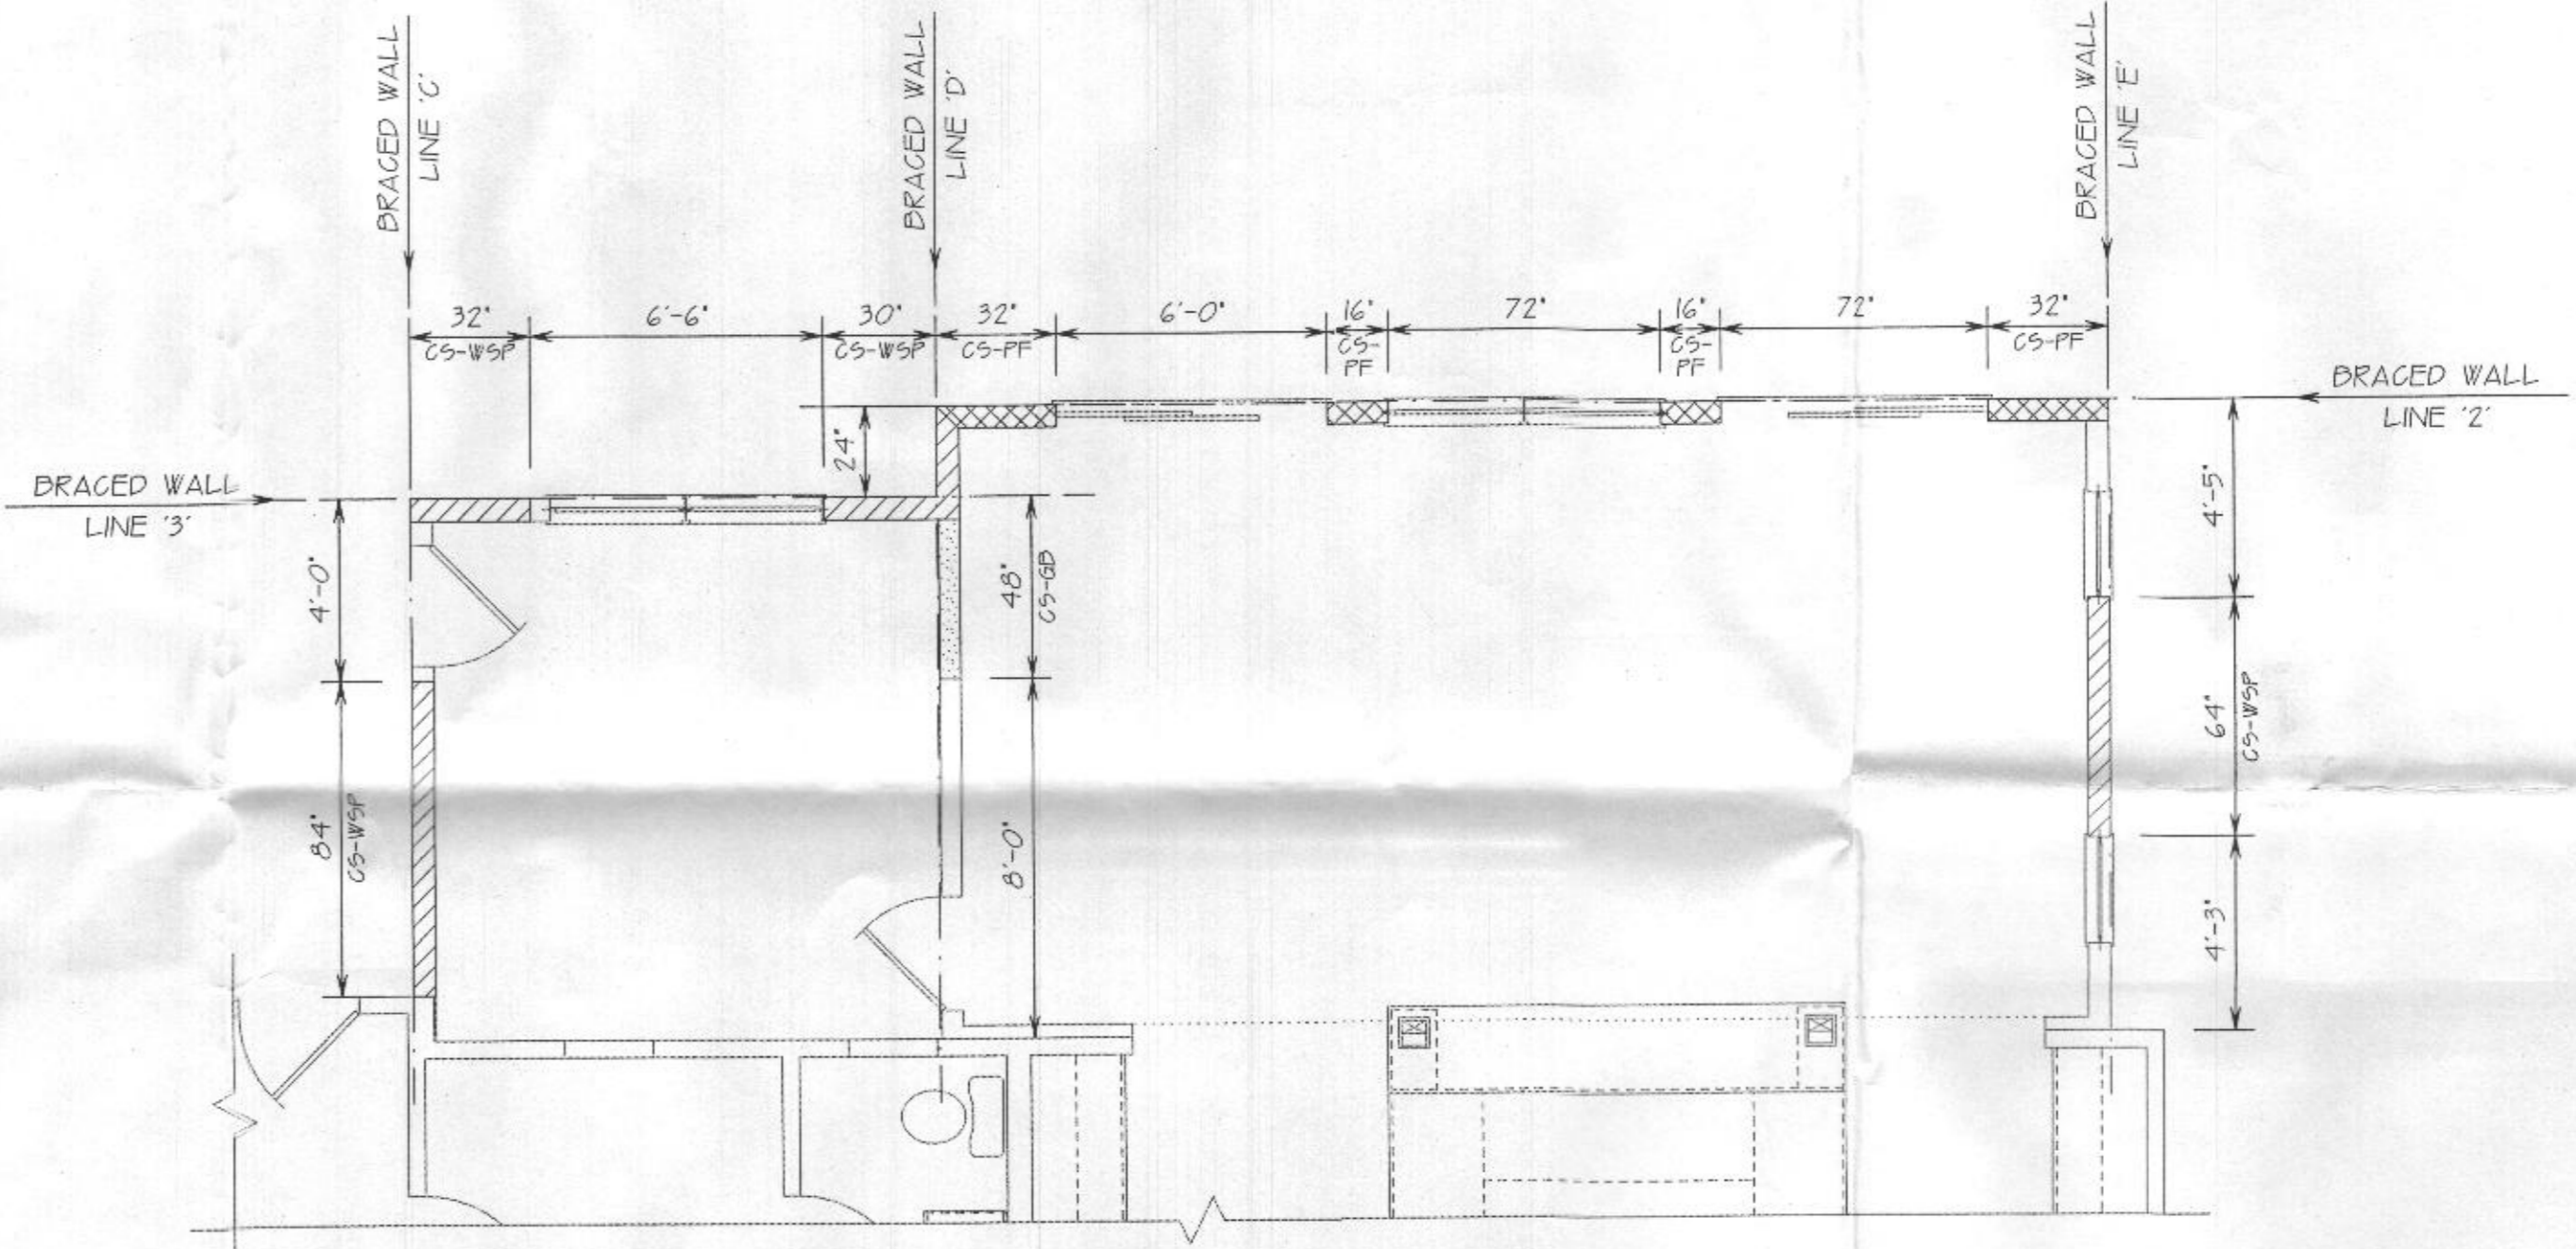 BRACED WALL
LINE 'C'
BRACED WALL
LINE 'D'
BRACED WALL
LINE 'E'
32"
CS-WSP
6'-6"
30"
CS-WSP
32"
CS-PF
6'-0"
16"
CS-
PF
72"
16"
CS-
PF
72"
32"
CS-PF
BRACED WALL
LINE '2'
BRACED WALL
LINE '3'
24"
4'-0"
84"
CS-WSP
48"
CS-GB
8'-0"
4'-5"
64"
CS-WSP
4'-3"